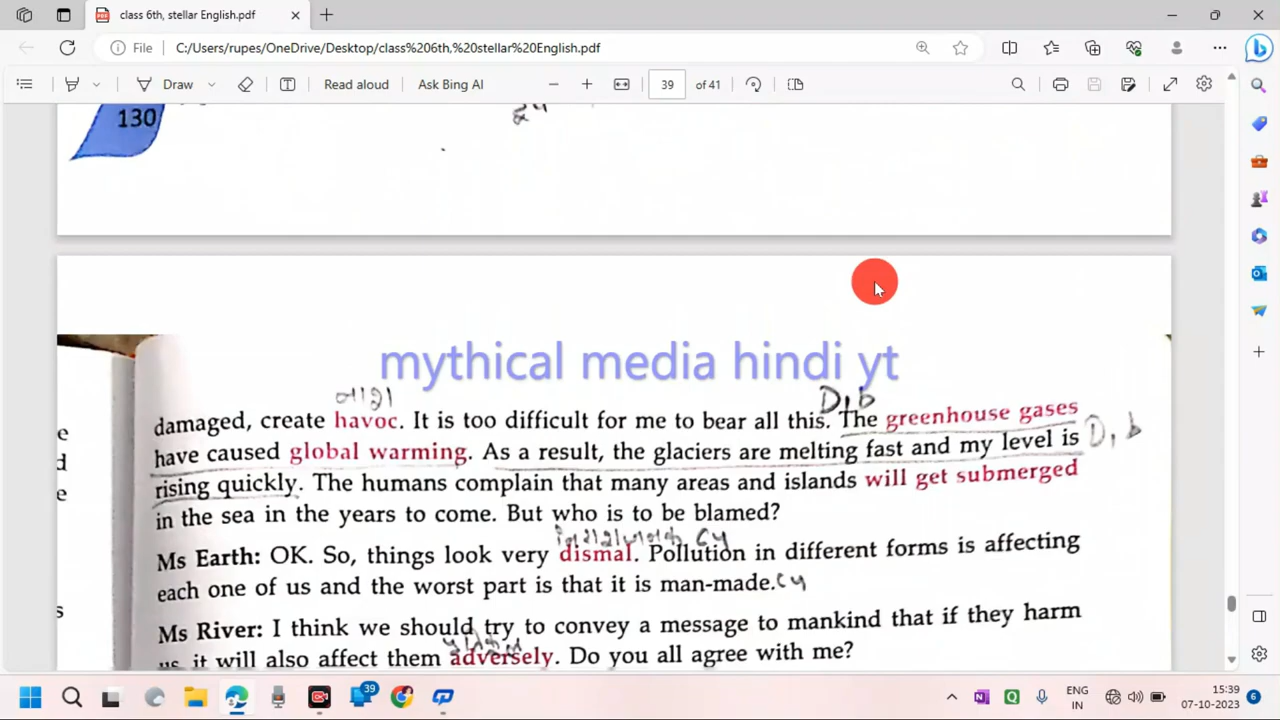 class 6th, stellar English.pdf
File C:/Users/rupes/OneDrive/Desktop/class%206th,%20stellar%20English.pdf
Draw Read aloud Ask Bing AI 39 of 41
130
mythical media hindi yt
D, b
damaged, create havoc. It is too difficult for me to bear all this. The greenhouse gases
have caused global warming. As a result, the glaciers are melting fast and my level is D, b
rising quickly. The humans complain that many areas and islands will get submerged
in the sea in the years to come. But who is to be blamed?
Ms Earth: OK. So, things look very dismal. Pollution in different forms is affecting
each one of us and the worst part is that it is man-made. Cy
Ms River: I think we should try to convey a message to mankind that if they harm
us, it will also affect them adversely. Do you all agree with me?
e
d
e
s
39
ENG
IN
15:39
07-10-2023
6